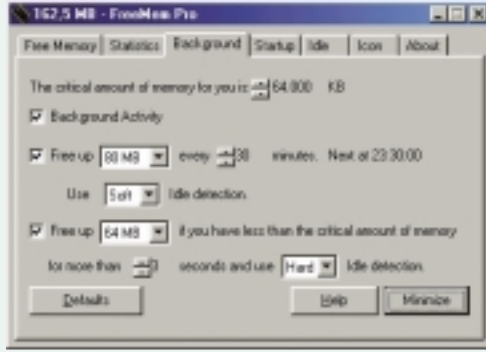 162,5 MB - FreeMem Pro
Free Memory Statistics Background Startup Idle Icon About
The critical amount of memory for you is: 64.000 KB
Background Activity
Free up 80 MB every 30 minutes. Next at 23:30:00
Use Soft Idle detection.
Free up 64 MB if you have less than the critical amount of memory
for more than seconds and use Hard Idle detection.
Defaults Help Minimize